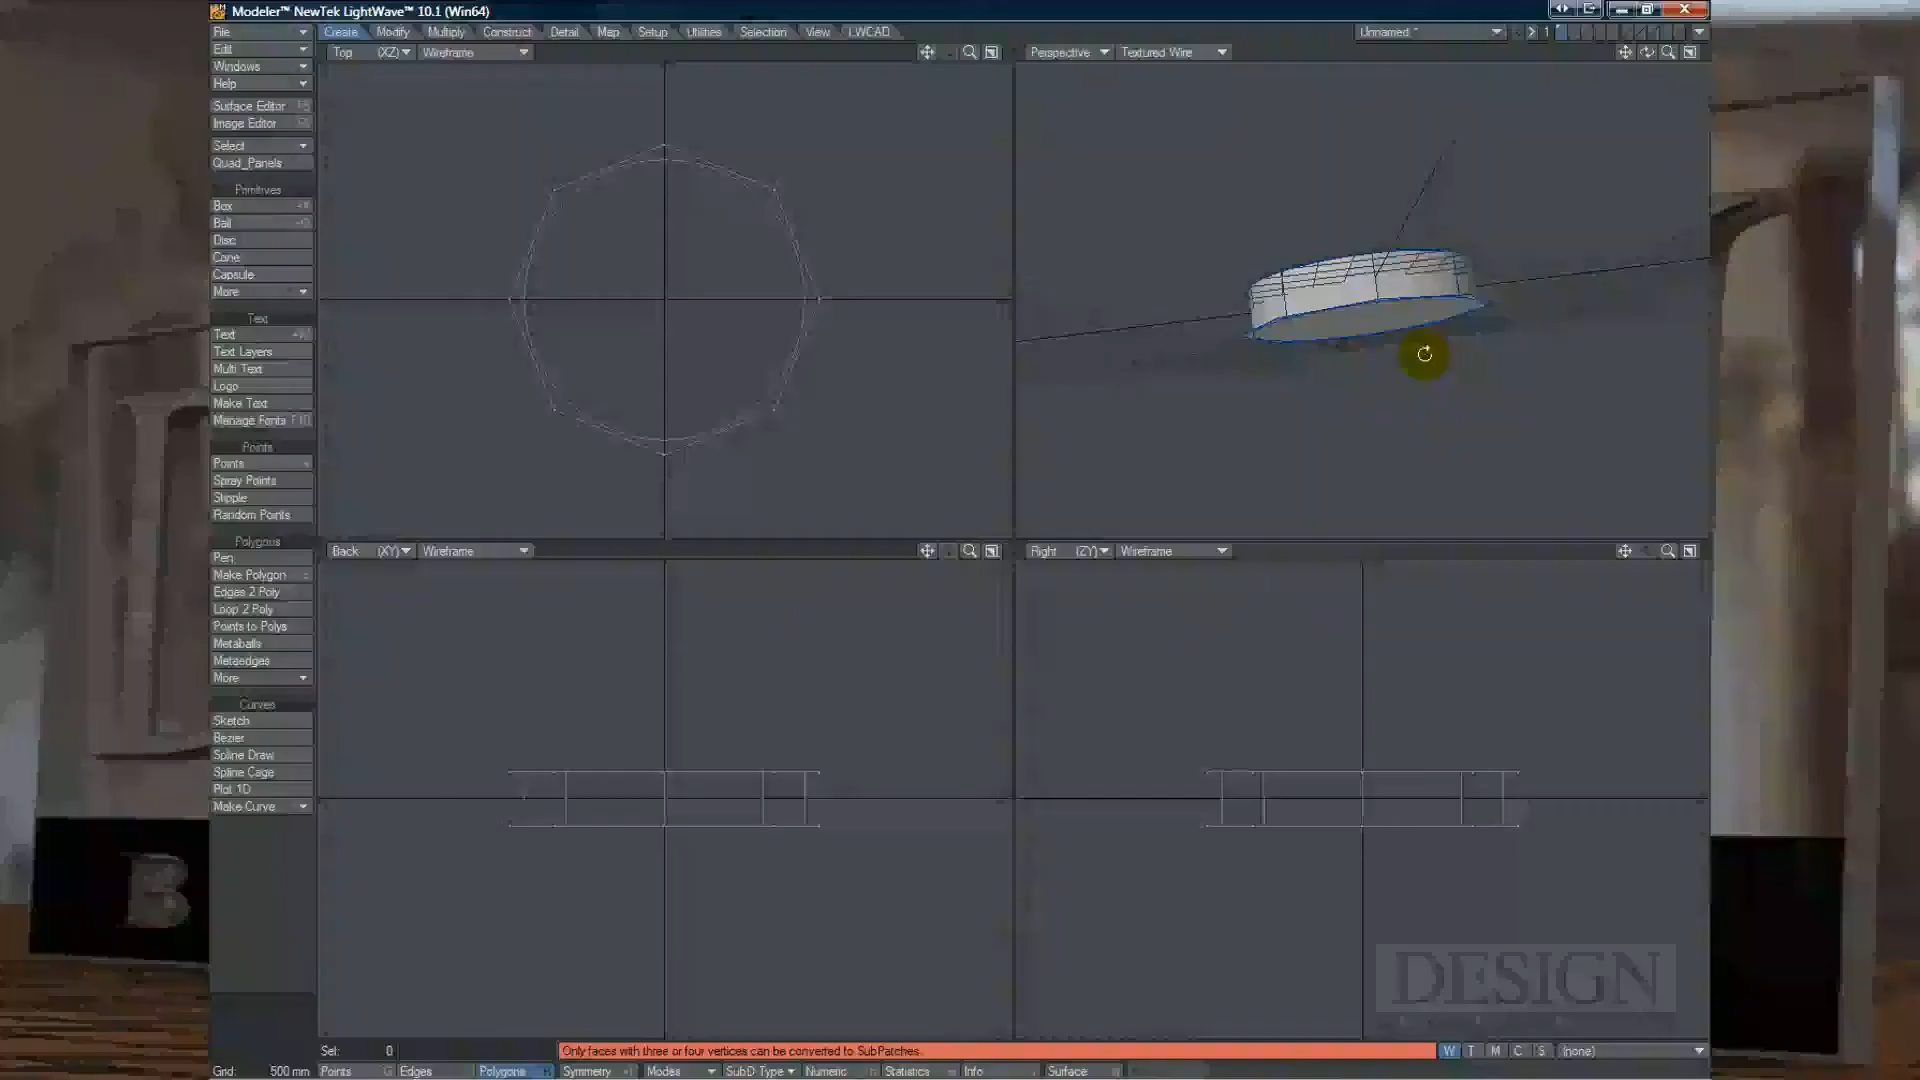 Modeler™ NewTek LightWave™ 10.1 (Win64)
File
Create Modify Multiply Construct Detail Map Setup Utilities Selection View LWCAD
Unnamed * 1
Edit
Top (XZ) Wireframe
Perspective Textured Wire
Windows
Help
Surface Editor
Image Editor
Select
Quad_Panels
Primitives
Box
Ball
Disc
Cone
Capsule
More
Text
Text
Text Layers
Multi Text
Logo
Make Text
Manage Fonts
Points
Points
Spray Points
Stipple
Random Points
Polygons
Back (XY) Wireframe
Right (ZY) Wireframe
Pen
Make Polygon
Edges 2 Poly
Loop 2 Poly
Points to Polys
Metaballs
Metaedges
More
Curves
Sketch
Bezier
Spline Draw
Spline Cage
Plot 1D
Make Curve
B
DESIGN
Sel: 0
Only faces with three or four vertices can be converted to SubPatches.
W T M C S (none)
Grid: 500 mm Points Edges Polygons Symmetry Modes SubD Type Numeric Statistics Info Surface